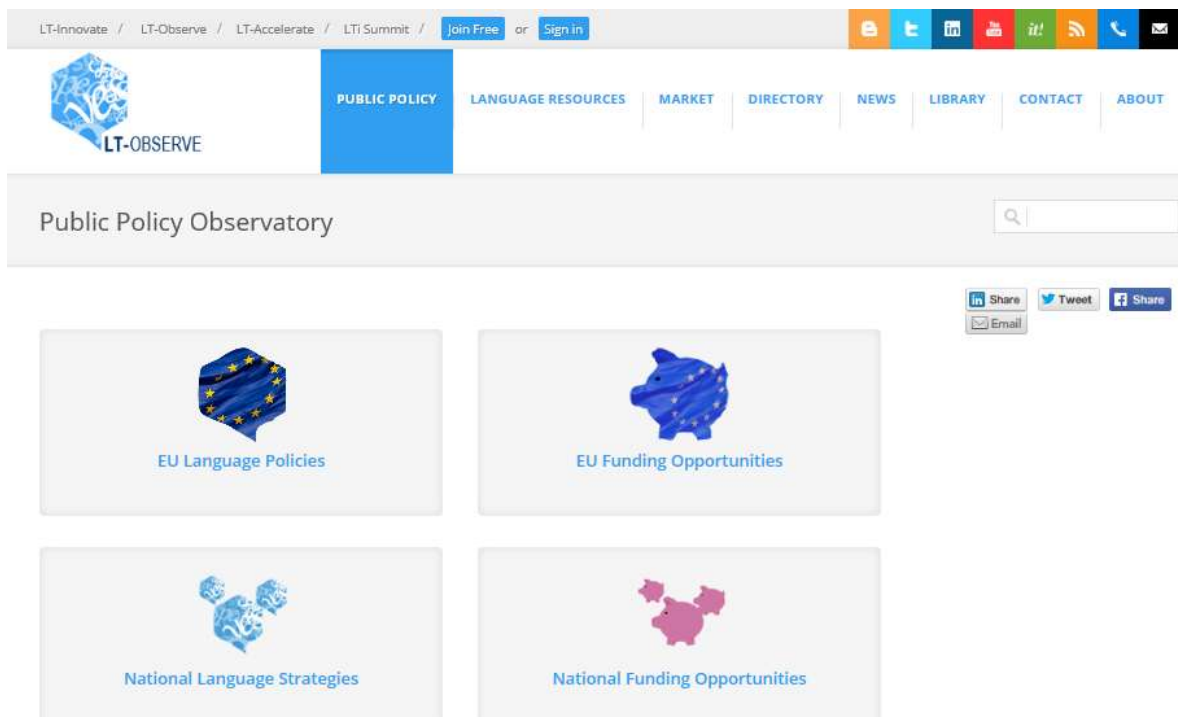 LT-Innovate / LT-Observe / LT-Accelerate / LTi Summit / Join Free or Sign in
it!
LT-OBSERVE
PUBLIC POLICY LANGUAGE RESOURCES MARKET DIRECTORY NEWS LIBRARY CONTACT ABOUT
Public Policy Observatory
Share Tweet Share
Email
EU Language Policies EU Funding Opportunities
National Language Strategies National Funding Opportunities